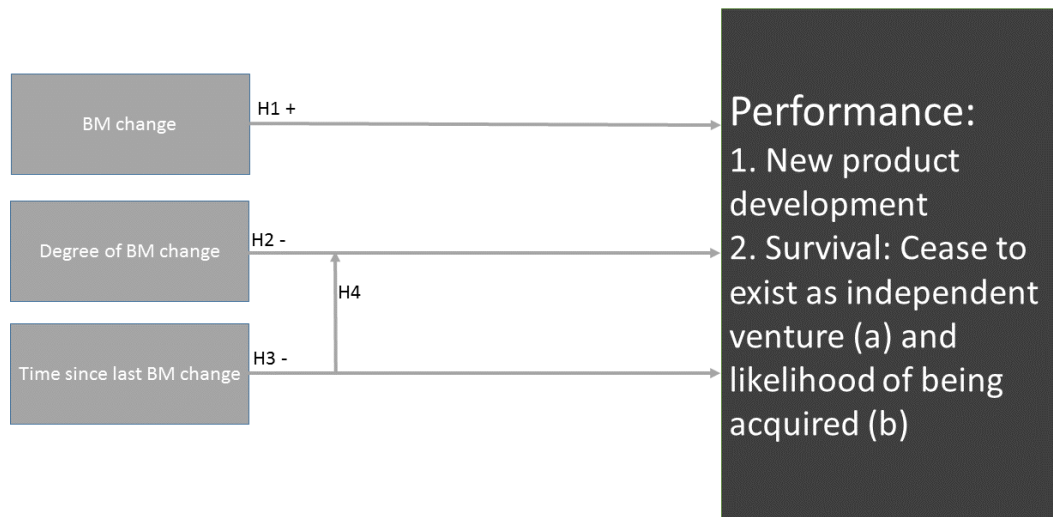 BM change
H1 +
Degree of BM change
H2 -
H4
Time since last BM change
H3 -
Performance:
1. New product
development
2. Survival: Cease to
exist as independent
venture (a) and
likelihood of being
acquired (b)